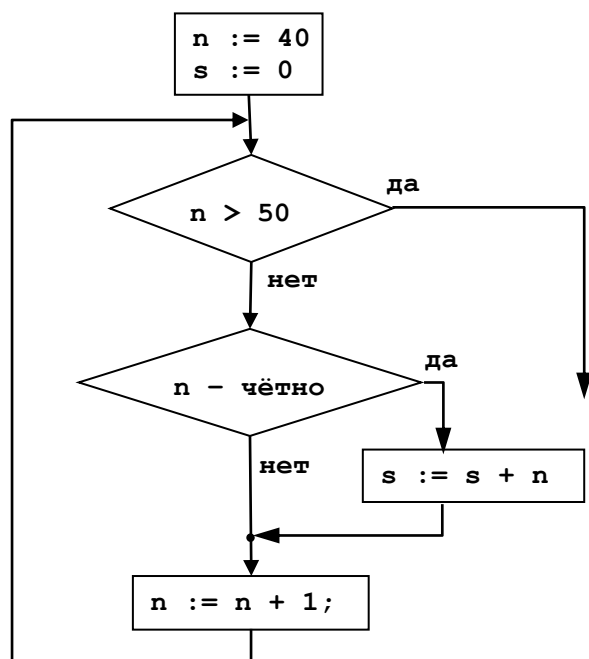 n := 40
s := 0
да
n > 50
нет
да
n – чётно
нет
s := s + n
n := n + 1;